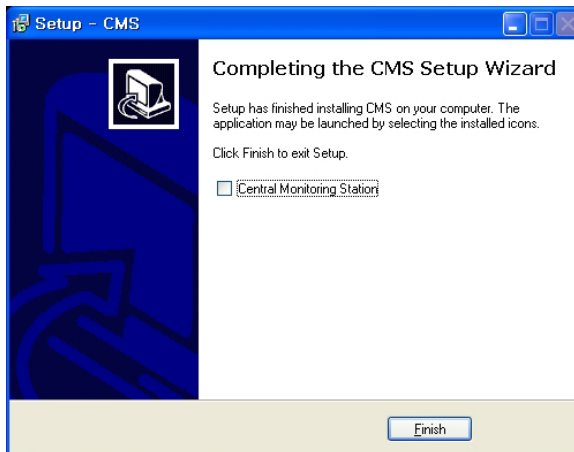 Setup - CMS
Completing the CMS Setup Wizard
Setup has finished installing CMS on your computer. The
application may be launched by selecting the installed icons.
Click Finish to exit Setup.
Central Monitoring Station
Finish